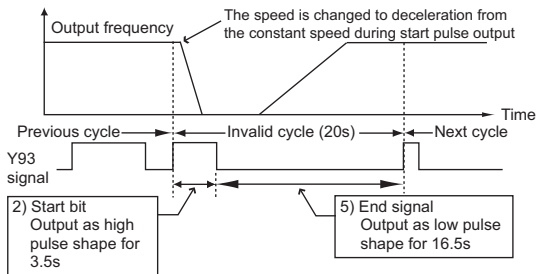 Output frequency
The speed is changed to deceleration from
the constant speed during start pulse output
Time
Previous cycle
Invalid cycle (20s)
Next cycle
Y93
signal
2) Start bit
Output as high
pulse shape for
3.5s
5) End signal
Output as low pulse
shape for 16.5s